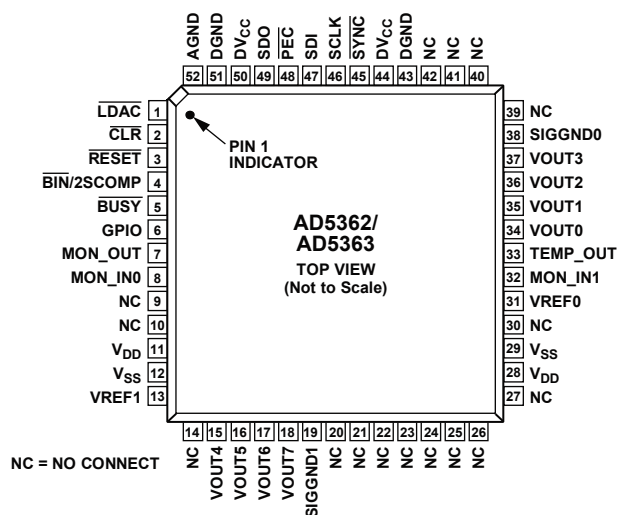 AGND
DGND
DVCC
SDO
PEC
SDI
SCLK
SYNC
DVCC
DGND
NC
NC
NC
52 51 50 49 48 47 46 45 44 43 42 41 40
LDAC 1
CLR 2
RESET 3
BIN/2SCOMP 4
BUSY 5
GPIO 6
MON_OUT 7
MON_IN0 8
NC 9
NC 10
VDD 11
VSS 12
VREF1 13
PIN 1
INDICATOR
AD5362/
AD5363
TOP VIEW
(Not to Scale)
39 NC
38 SIGGND0
37 VOUT3
36 VOUT2
35 VOUT1
34 VOUT0
33 TEMP_OUT
32 MON_IN1
31 VREF0
30 NC
29 VSS
28 VDD
27 NC
14 15 16 17 18 19 20 21 22 23 24 25 26
NC
VOUT4
VOUT5
VOUT6
VOUT7
SIGGND1
NC
NC
NC
NC
NC
NC
NC
NC = NO CONNECT